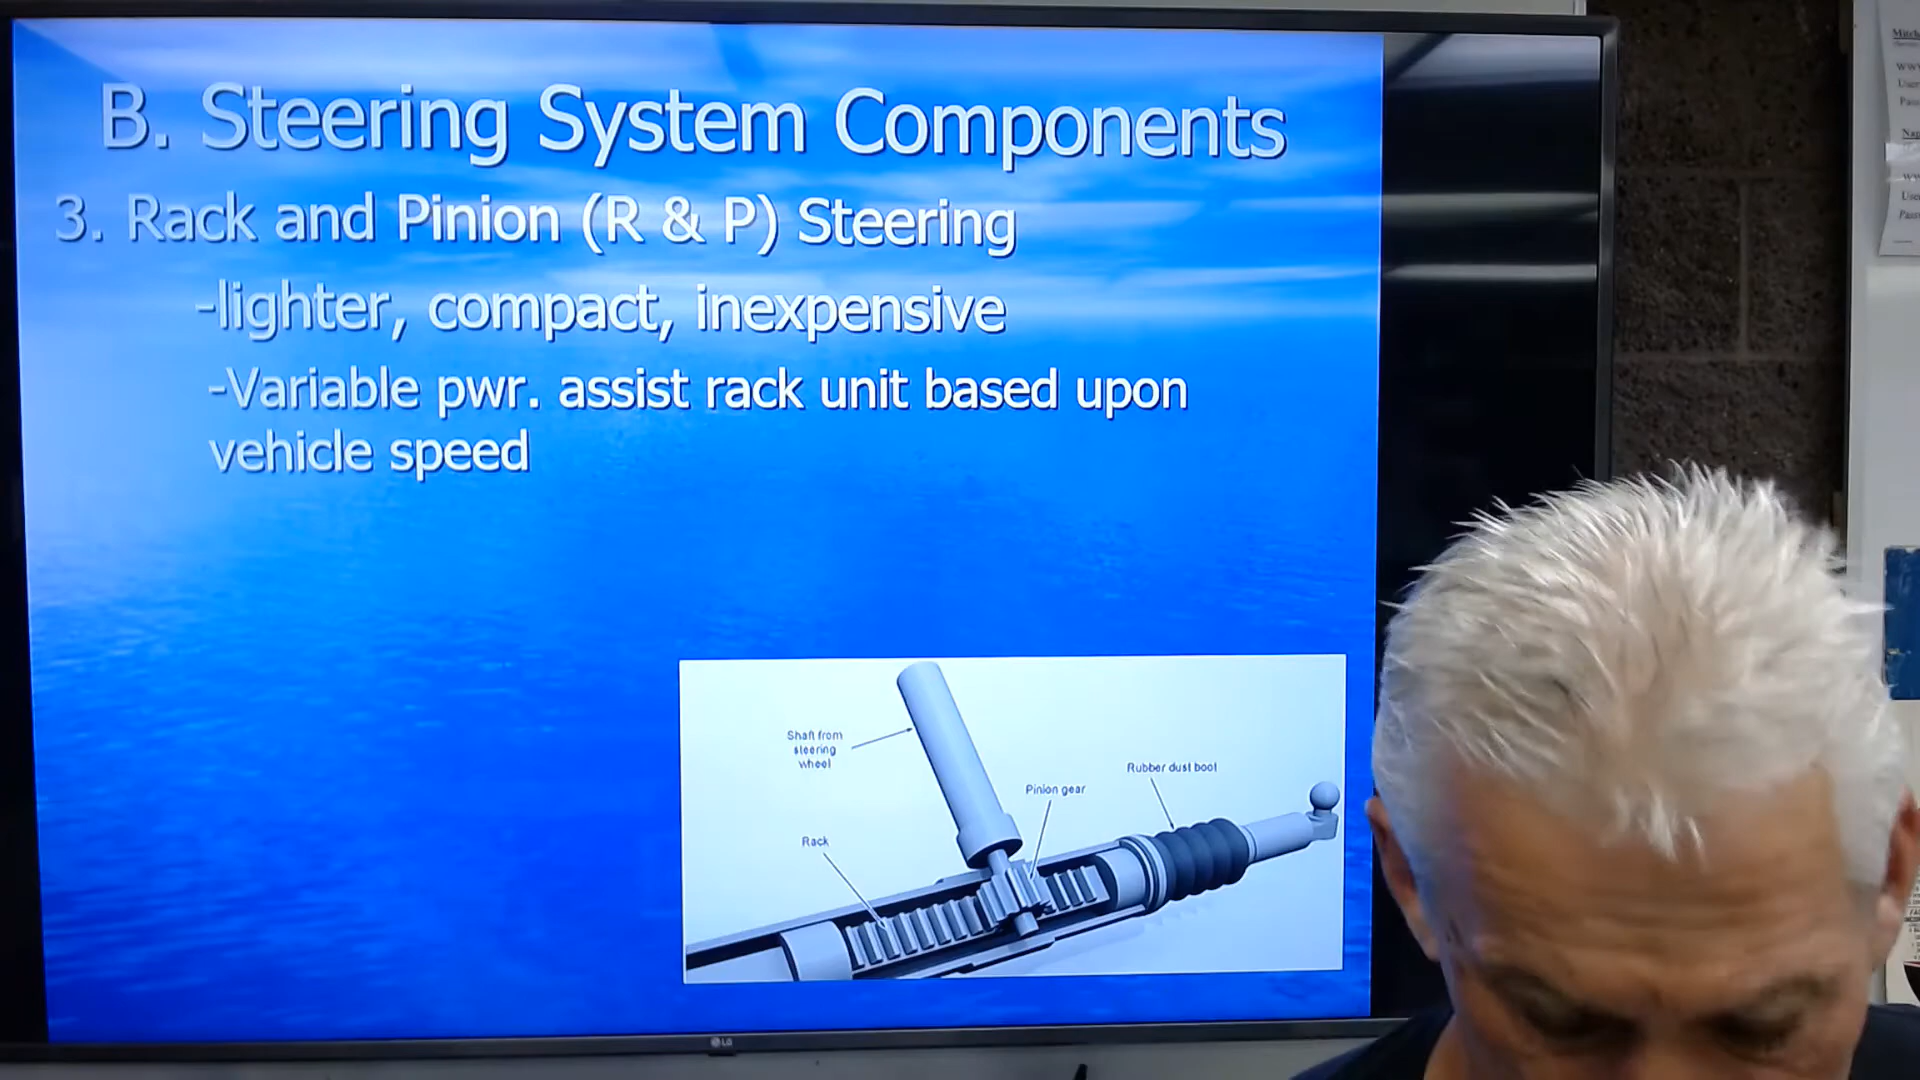 B. Steering System Components
3. Rack and Pinion (R & P) Steering
-lighter, compact, inexpensive
-Variable pwr. assist rack unit based upon
vehicle speed
Shaft from
steering
wheel
Pinion gear
Rubber dust boot
Rack
LG